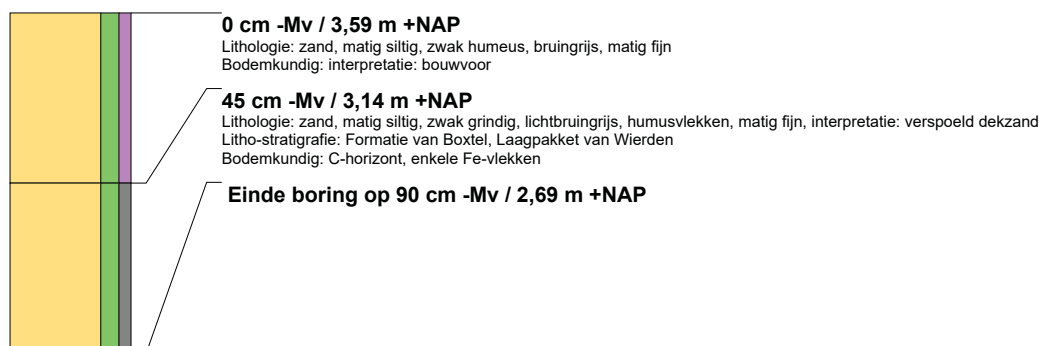 0 cm -Mv / 3,59 m +NAP
Lithologie: zand, matig siltig, zwak humeus, bruingrijs, matig fijn
Bodemkundig: interpretatie: bouwvoor
45 cm -Mv / 3,14 m +NAP
Lithologie: zand, matig siltig, zwak grindig, lichtbruingrijs, humusvlekken, matig fijn, interpretatie: verspoeld dekzand
Litho-stratigrafie: Formatie van Boxtel, Laagpakket van Wierden
Bodemkundig: C-horizont, enkele Fe-vlekken
Einde boring op 90 cm -Mv / 2,69 m +NAP